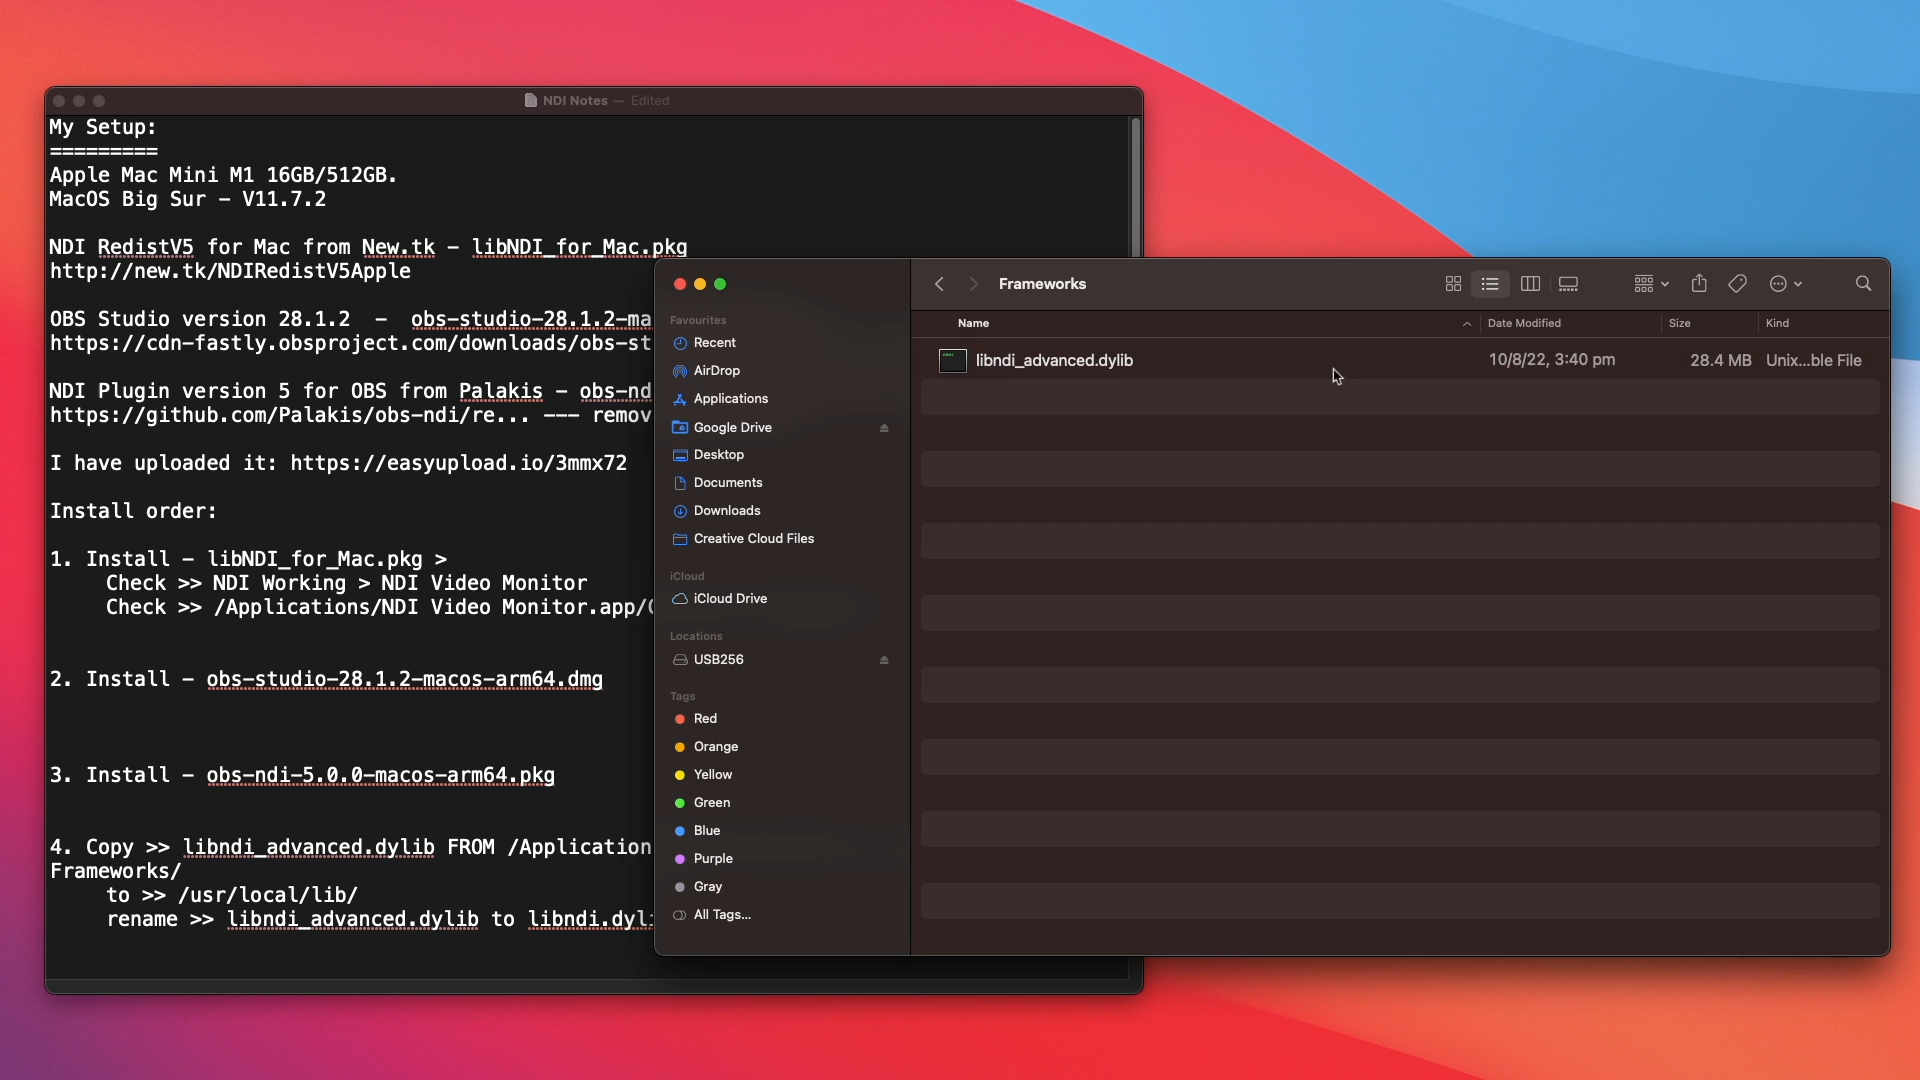 NDI Notes — Edited
My Setup:
=========
Apple Mac Mini M1 16GB/512GB.
MacOS Big Sur – V11.7.2
NDI RedistV5 for Mac from New.tk – libNDI_for_Mac.pkg
http://new.tk/NDIRedistV5Apple
OBS Studio version 28.1.2 – obs-studio-28.1.2-ma
https://cdn-fastly.obsproject.com/downloads/obs-st
NDI Plugin version 5 for OBS from Palakis – obs-nd
https://github.com/Palakis/obs-ndi/re... --- remov
I have uploaded it: https://easyupload.io/3mmx72
Install order:
1. Install – libNDI_for_Mac.pkg >
Check >> NDI Working > NDI Video Monitor
Check >> /Applications/NDI Video Monitor.app/
2. Install – obs-studio-28.1.2-macos-arm64.dmg
3. Install – obs-ndi-5.0.0-macos-arm64.pkg
4. Copy >> libndi_advanced.dylib FROM /Application
Frameworks/
to >> /usr/local/lib/
rename >> libndi_advanced.dylib to libndi.dyl
Frameworks
Favourites
Recent
AirDrop
Applications
Google Drive
Desktop
Documents
Downloads
Creative Cloud Files
iCloud
iCloud Drive
Locations
USB256
Tags
Red
Orange
Yellow
Green
Blue
Purple
Gray
All Tags...
Name Date Modified Size Kind
libndi_advanced.dylib 10/8/22, 3:40 pm 28.4 MB Unix...ble File